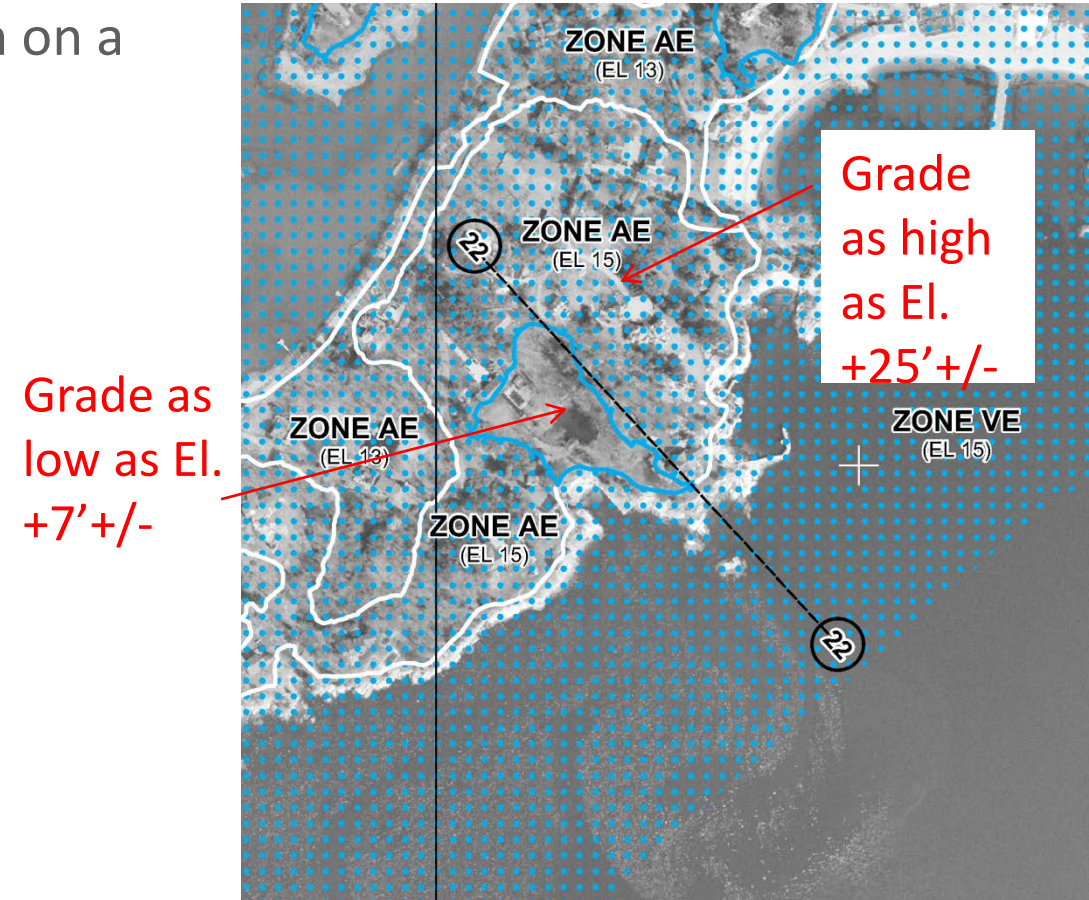 on a
ZONE AE
(EL 13)
Grade
as high
as El.
+25’+/-
22
ZONE AE
(EL 15)
Grade as
low as El.
+7’+/-
ZONE AE
(EL 13)
ZONE VE
(EL 15)
ZONE AE
(EL 15)
22